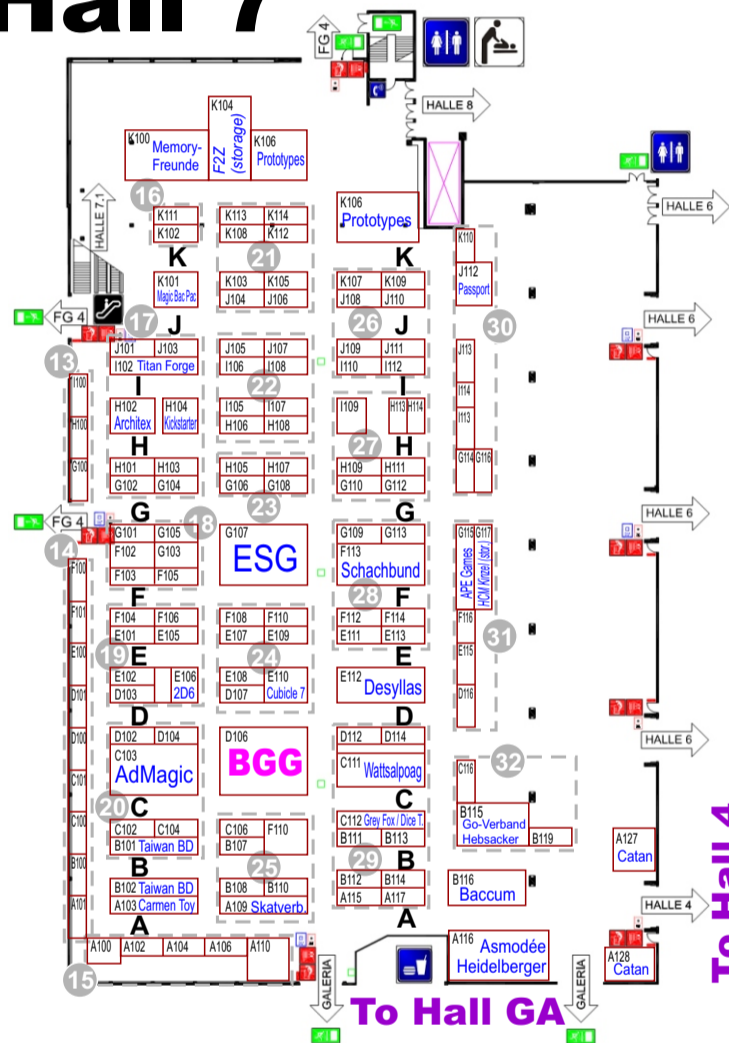 Hall 7
FG 4
HALLE 8
K104
F2Z
(storage)
K100
Memory-
Freunde
K106
Prototypes
HALLE 6
16
K111
K102
K113
K114
K108
K112
K106
Prototypes
HALLE 7.1
K
21
K
K110
K101
Magic Bac Pac
K103
K105
J104
J106
K107
K109
J108
J110
J112
Passport
FG 4
17
J
26
J
30
HALLE 6
13
J101
J103
I102 Titan Forge
J105
J107
I106
I108
J109
J111
I110
I112
J113
I100
I
22
I
I114
H102
Architex
H104
Kickstarter
I105
I107
H106
H108
I109
H113
H114
I113
H100
H
27
H
G100
H101
H103
G102
G104
H105
H107
G106
G108
H109
H111
G110
G112
G114
G116
G
23
G
HALLE 6
FG 4
18
14
G101
G105
F102
G103
F103
F105
G107
ESG
G109
G113
F113
Schachbund
G115
G117
APE Games
HCM Kinzel (stor.)
F100
F
28
F
F101
F104
F106
E101
E105
F108
F110
E107
E109
F112
F114
E111
E113
F116
31
E100
19
E
24
E
E115
D101
E102
D103
E106
2D6
E108
D107
E110
Cubicle 7
E112
Desyllas
D116
D
D
D100
D102
D104
C103
AdMagic
D106
BGG
D112
D114
C111 Wattsalpoag
HALLE 6
32
C116
C101
20
C
C
C100
C102
C104
B101 Taiwan BD
C106
F110
B107
C112 Grey Fox / Dice T.
B111
B113
B115
Go-Verband
Hebsacker
B119
A127
Catan
B100
B
25
29
B
A101
B102 Taiwan BD
A103 Carmen Toy
B108
B110
A109 Skatverb.
B112
B114
A115
A117
B116
Baccum
HALLE 4
A
A
A100
A102
A104
A106
A110
A116
Asmodée
Heidelberger
A128
Catan
15
GALERIA
GALERIA
To Hall GA
To Hall 4